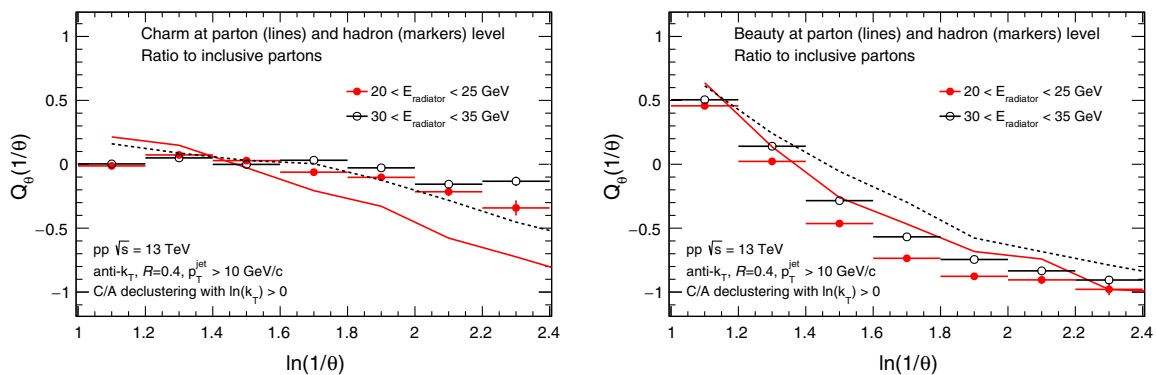 Charm at parton (lines) and hadron (markers) level
Ratio to inclusive partons
20 < E_radiator < 25 GeV
30 < E_radiator < 35 GeV
pp √s = 13 TeV
anti-k_T, R=0.4, p_T^jet > 10 GeV/c
C/A declustering with ln(k_T) > 0
Q_θ(1/θ)
1
0.5
0
−0.5
−1
1 1.2 1.4 1.6 1.8 2 2.2 2.4
ln(1/θ)
Beauty at parton (lines) and hadron (markers) level
Ratio to inclusive partons
20 < E_radiator < 25 GeV
30 < E_radiator < 35 GeV
pp √s = 13 TeV
anti-k_T, R=0.4, p_T^jet > 10 GeV/c
C/A declustering with ln(k_T) > 0
Q_θ(1/θ)
1
0.5
0
−0.5
−1
1 1.2 1.4 1.6 1.8 2 2.2 2.4
ln(1/θ)